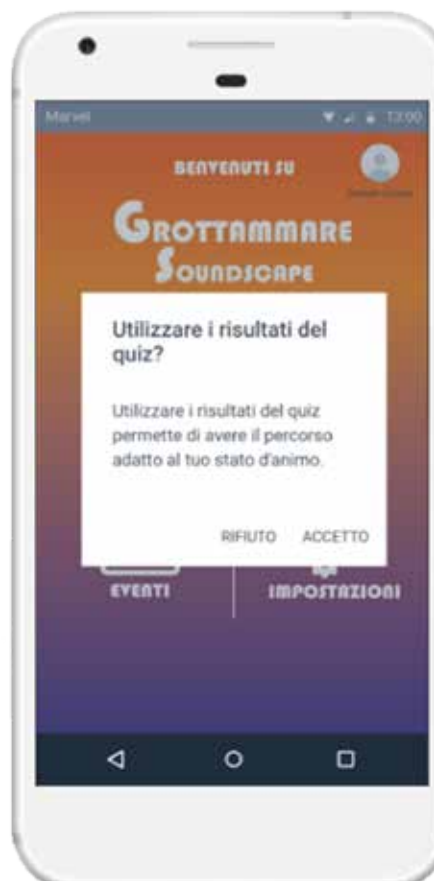 Marvel 13:00
BENVENUTI SU
GROTTAMMARE
SOUNDSCAPE
Utilizzare i risultati del
quiz?
Utilizzare i risultati del quiz
permette di avere il percorso
adatto al tuo stato d'animo.
RIFIUTO ACCETTO
EVENTI IMPOSTAZIONI